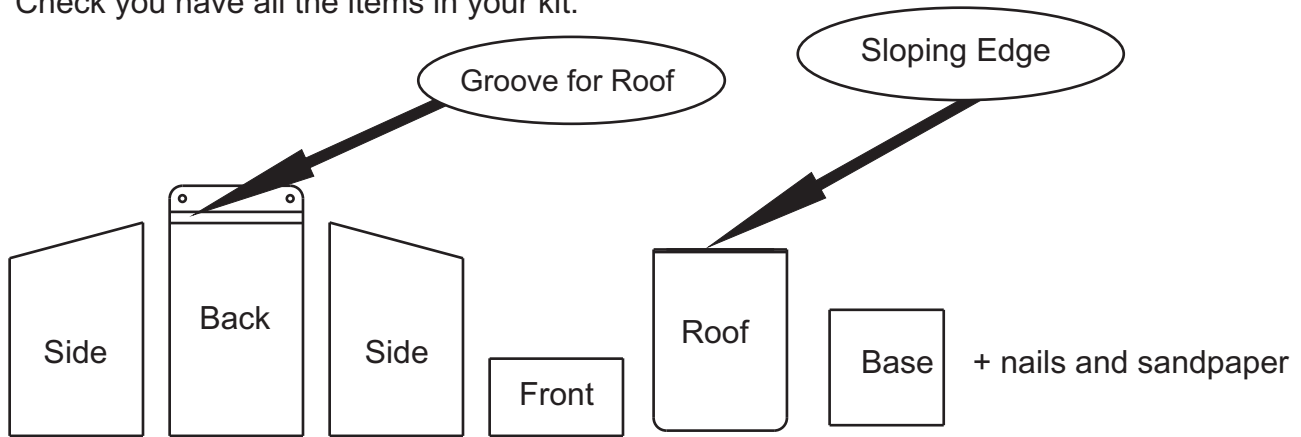 Check you have all the items in your kit.
Groove for Roof
Sloping Edge
Side
Back
Side
Front
Roof
Base
+ nails and sandpaper